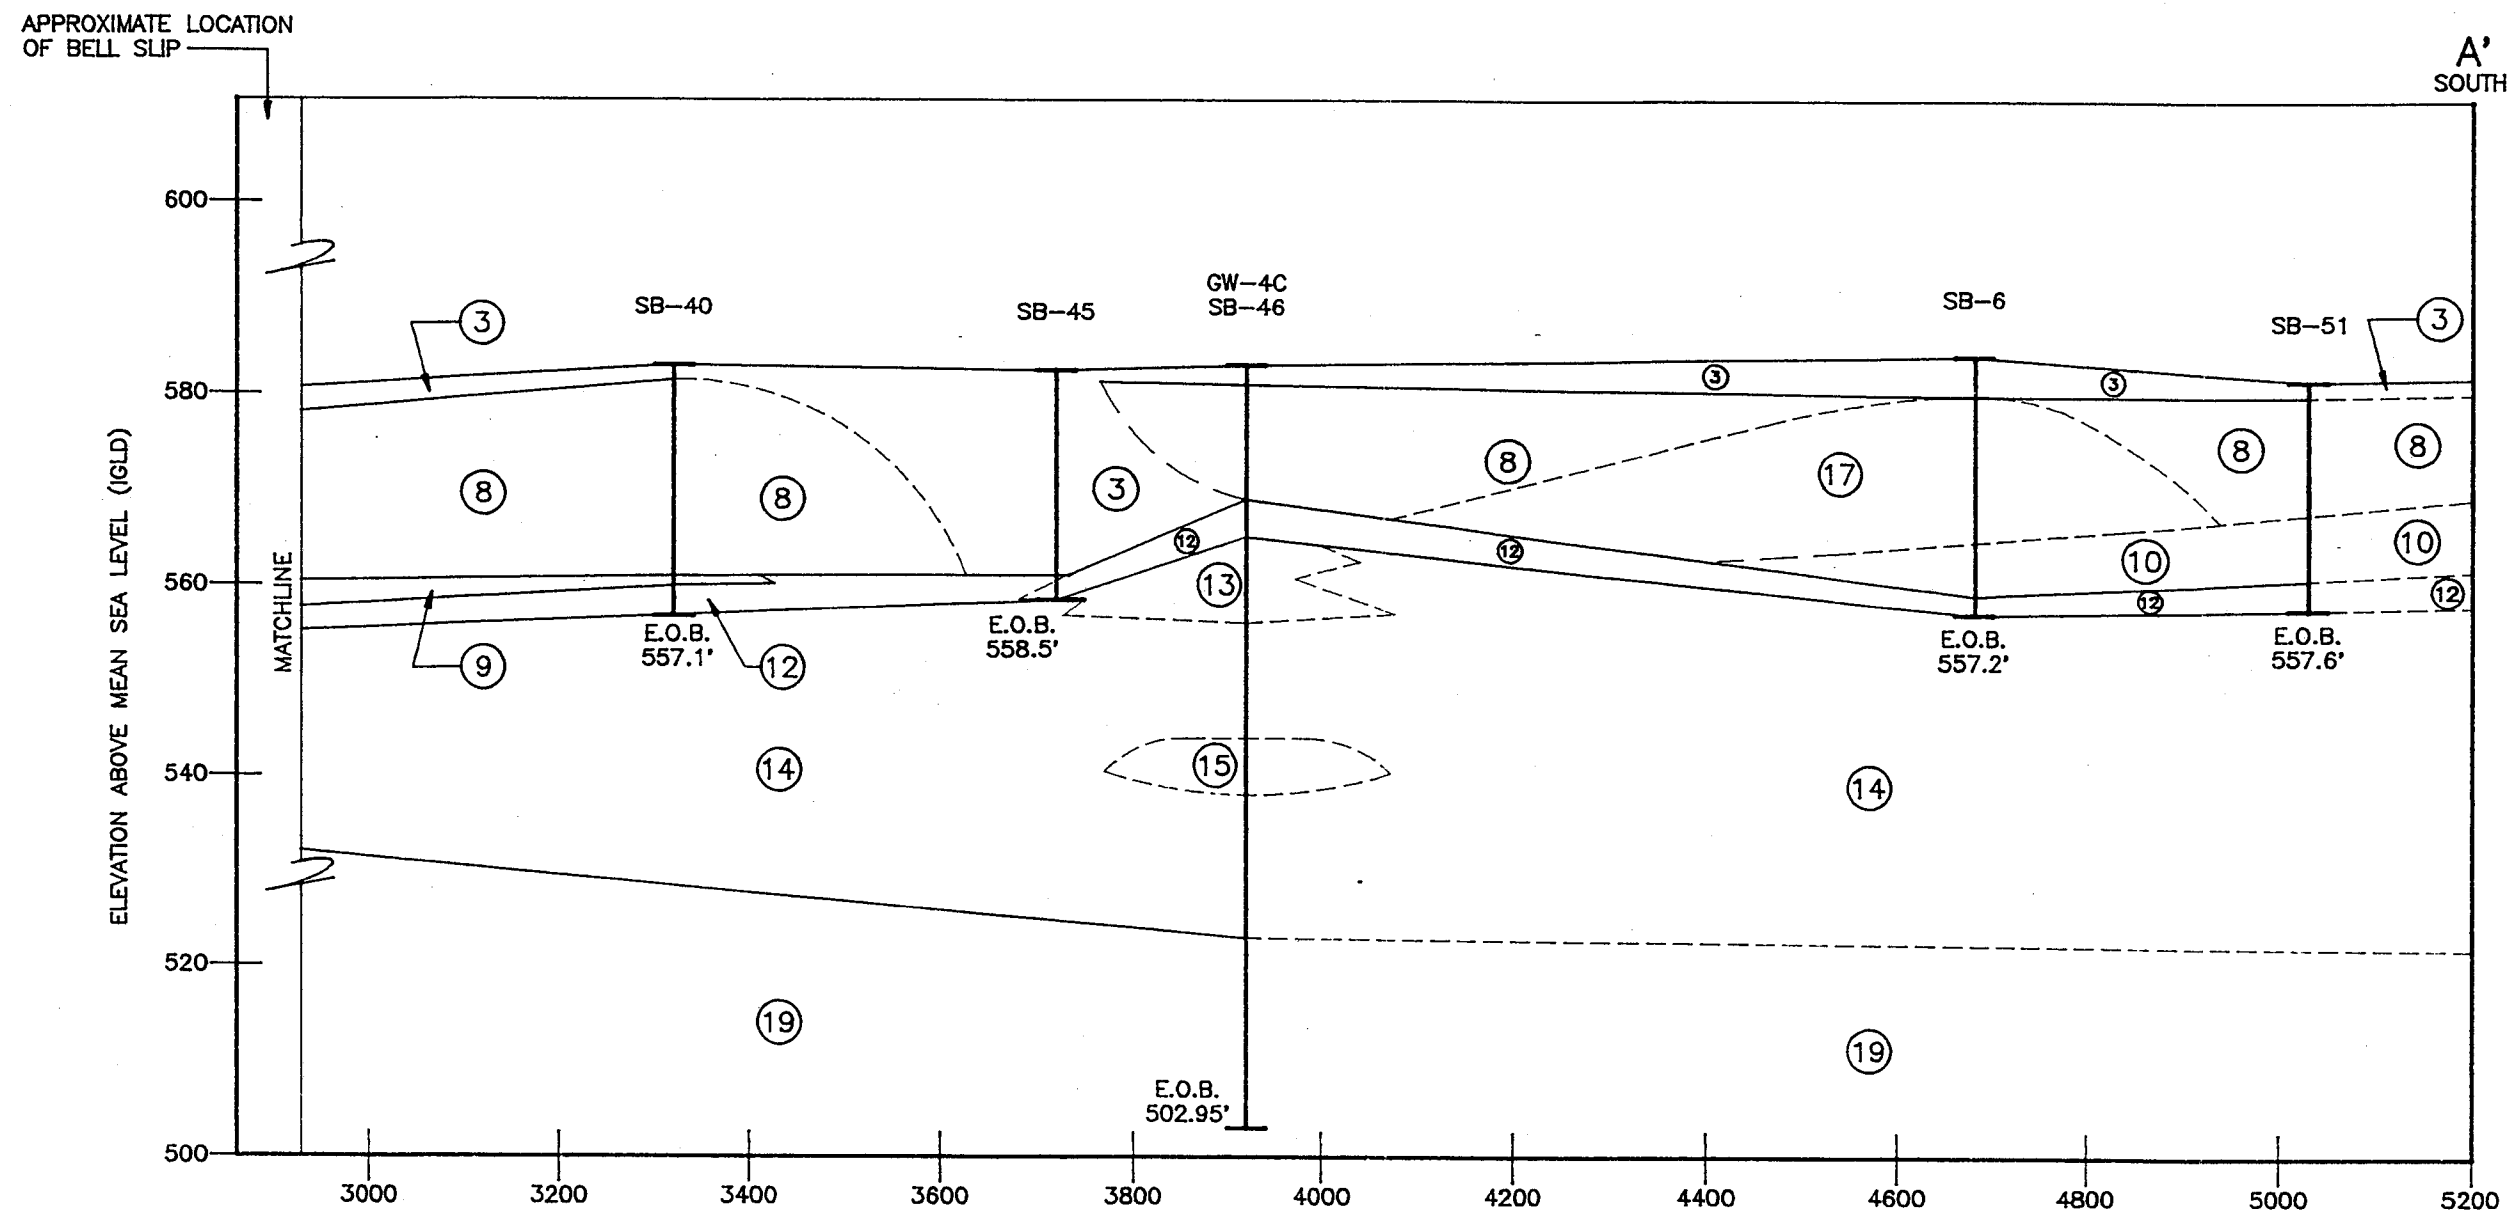 APPROXIMATE LOCATION
OF BELL SLIP
A'
SOUTH
600
580
560
540
520
500
ELEVATION ABOVE MEAN SEA LEVEL (IGLD)
MATCHLINE
SB-40
SB-45
GW-4C
SB-46
SB-6
SB-51
3
3
3
3
8
8
3
8
17
8
8
12
12
10
10
13
12
12
9
12
E.O.B.
557.1'
E.O.B.
558.5'
E.O.B.
557.2'
E.O.B.
557.6'
14
15
14
19
19
E.O.B.
502.95'
3000
3200
3400
3600
3800
4000
4200
4400
4600
4800
5000
5200